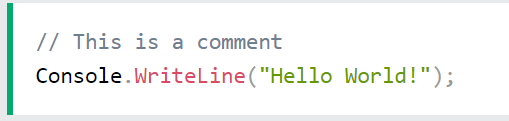 // This is a comment
Console.WriteLine("Hello World!");